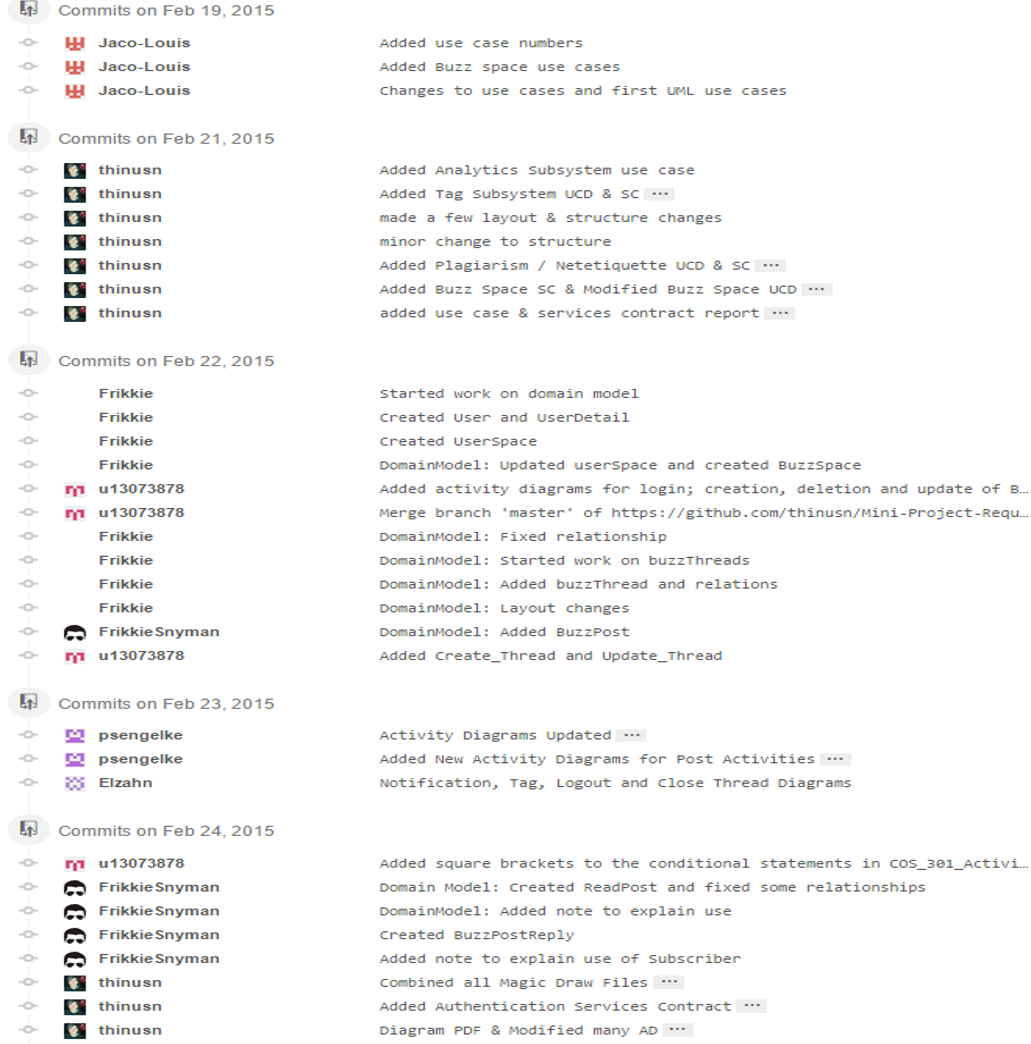 Commits on Feb 19, 2015
Jaco-Louis Added use case numbers
Jaco-Louis Added Buzz space use cases
Jaco-Louis Changes to use cases and first UML use cases
Commits on Feb 21, 2015
thinusn Added Analytics Subsystem use case
thinusn Added Tag Subsystem UCD & SC ...
thinusn made a few layout & structure changes
thinusn minor change to structure
thinusn Added Plagiarism / Netetiquette UCD & SC ...
thinusn Added Buzz Space SC & Modified Buzz Space UCD ...
thinusn added use case & services contract report ...
Commits on Feb 22, 2015
Frikkie Started work on domain model
Frikkie Created User and UserDetail
Frikkie Created UserSpace
Frikkie DomainModel: Updated userSpace and created BuzzSpace
u13073878 Added activity diagrams for login; creation, deletion and update of B...
u13073878 Merge branch 'master' of https://github.com/thinusn/Mini-Project-Requ...
Frikkie DomainModel: Fixed relationship
Frikkie DomainModel: Started work on buzzThreads
Frikkie DomainModel: Added buzzThread and relations
Frikkie DomainModel: Layout changes
FrikkieSnyman DomainModel: Added BuzzPost
u13073878 Added Create_Thread and Update_Thread
Commits on Feb 23, 2015
psengelke Activity Diagrams Updated ...
psengelke Added New Activity Diagrams for Post Activities ...
Elzahn Notification, Tag, Logout and Close Thread Diagrams
Commits on Feb 24, 2015
u13073878 Added square brackets to the conditional statements in COS_301_Activi...
FrikkieSnyman Domain Model: Created ReadPost and fixed some relationships
FrikkieSnyman DomainModel: Added note to explain use
FrikkieSnyman Created BuzzPostReply
FrikkieSnyman Added note to explain use of Subscriber
thinusn Combined all Magic Draw Files ...
thinusn Added Authentication Services Contract ...
thinusn Diagram PDF & Modified many AD ...